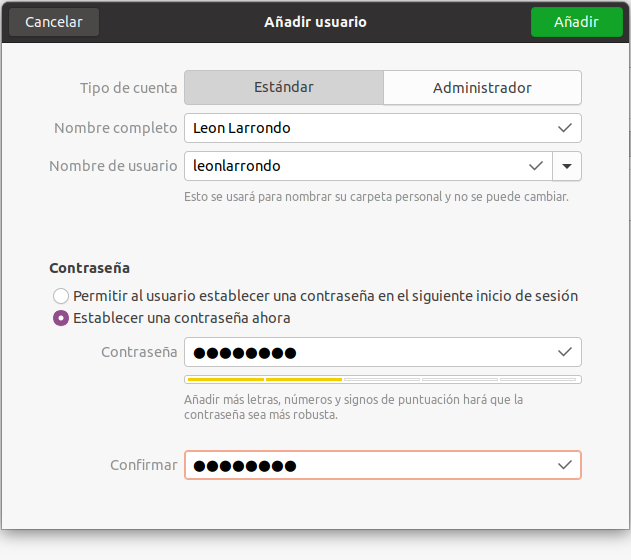 Cancelar Añadir usuario Añadir
Tipo de cuenta Estándar Administrador
Nombre completo Leon Larrondo
Nombre de usuario leonlarrondo
Esto se usará para nombrar su carpeta personal y no se puede cambiar.
Contraseña
Permitir al usuario establecer una contraseña en el siguiente inicio de sesión
Establecer una contraseña ahora
Contraseña ●●●●●●●●
Añadir más letras, números y signos de puntuación hará que la
contraseña sea más robusta.
Confirmar ●●●●●●●●